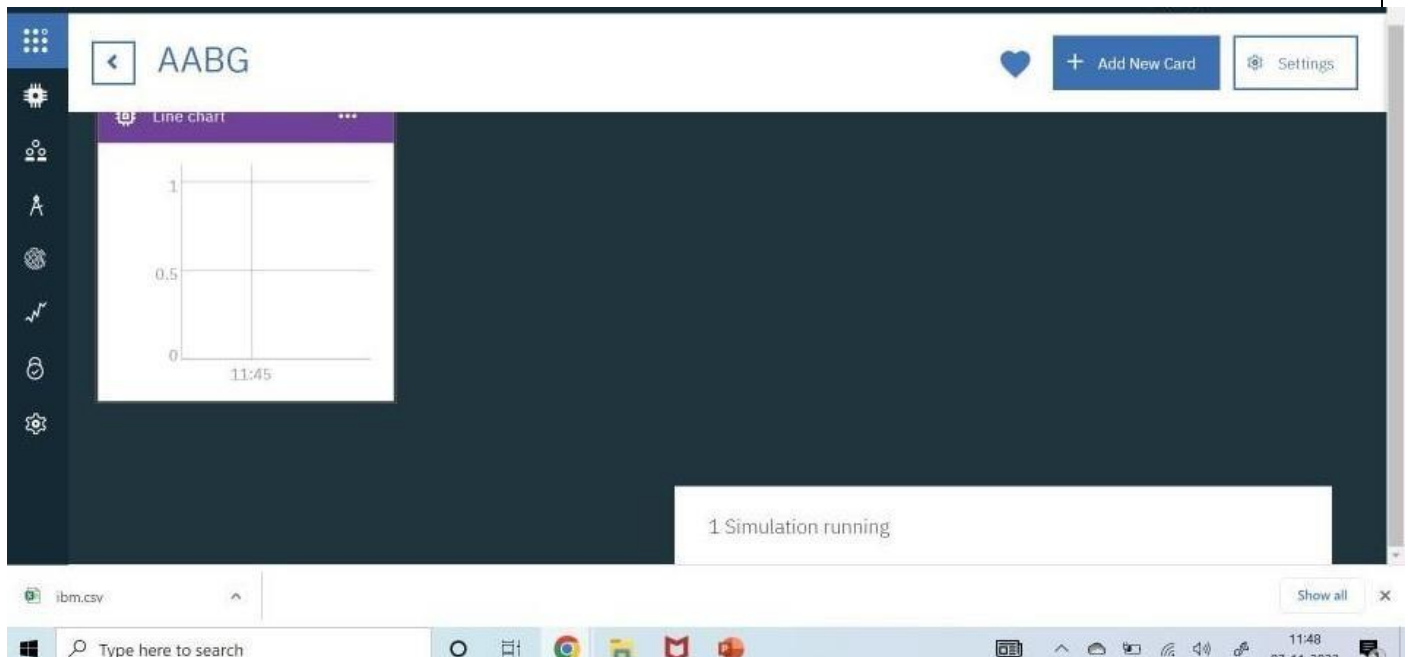 AABG
+ Add New Card
Settings
Line chart
1
0.5
0
11:45
1 Simulation running
ibm.csv
Show all
Type here to search
11:48